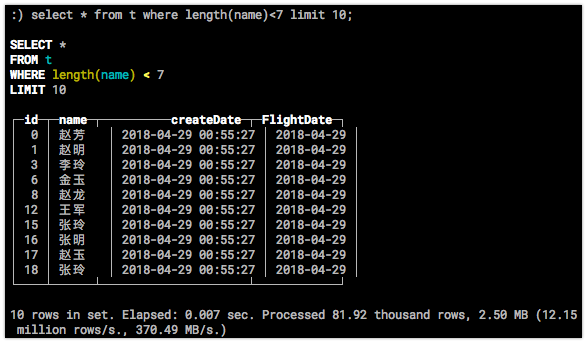 :) select * from t where length(name)<7 limit 10;
SELECT *
FROM t
WHERE length(name) < 7
LIMIT 10
id name createDate FlightDate
0 赵芳 2018-04-29 00:55:27 2018-04-29
1 赵明 2018-04-29 00:55:27 2018-04-29
3 李玲 2018-04-29 00:55:27 2018-04-29
6 金玉 2018-04-29 00:55:27 2018-04-29
8 赵龙 2018-04-29 00:55:27 2018-04-29
12 王军 2018-04-29 00:55:27 2018-04-29
15 张玲 2018-04-29 00:55:27 2018-04-29
16 张明 2018-04-29 00:55:27 2018-04-29
17 赵玉 2018-04-29 00:55:27 2018-04-29
18 张玲 2018-04-29 00:55:27 2018-04-29
10 rows in set. Elapsed: 0.007 sec. Processed 81.92 thousand rows, 2.50 MB (12.15
million rows/s., 370.49 MB/s.)